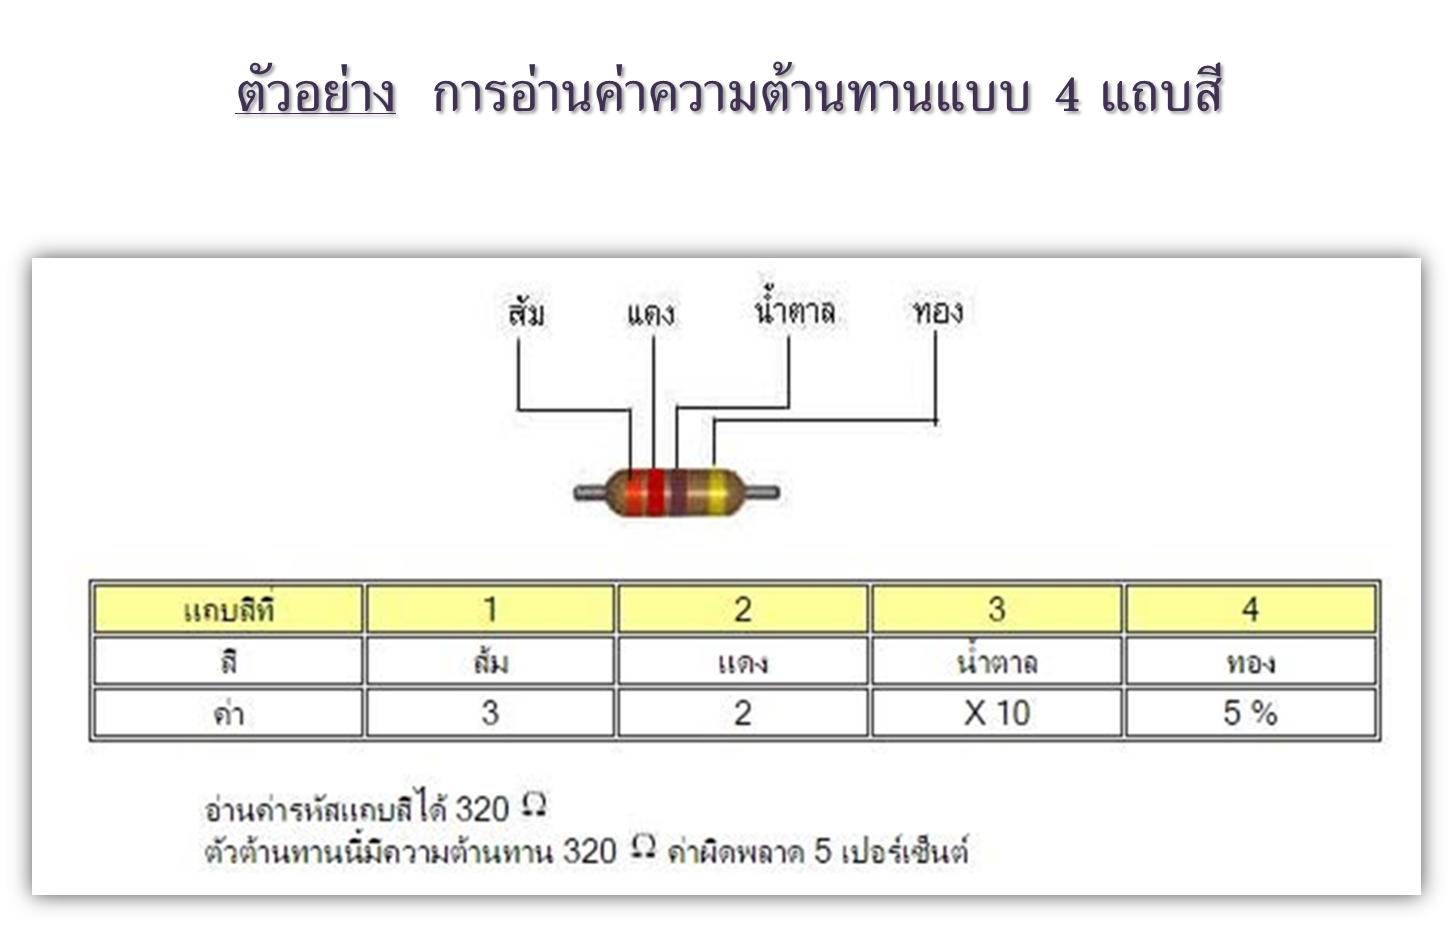 ตัวอย่าง การอ่านค่าความต้านทานแบบ 4 แถบสี
ส้ม แดง น้ำตาล ทอง
แถบสีที่ 1 2 3 4
สี ส้ม แดง น้ำตาล ทอง
ค่า 3 2 X 10 5 %
อ่านค่ารหัสแถบสีได้ 320 Ω
ตัวต้านทานนี้มีความต้านทาน 320 Ω ค่าผิดพลาด 5 เปอร์เซ็นต์